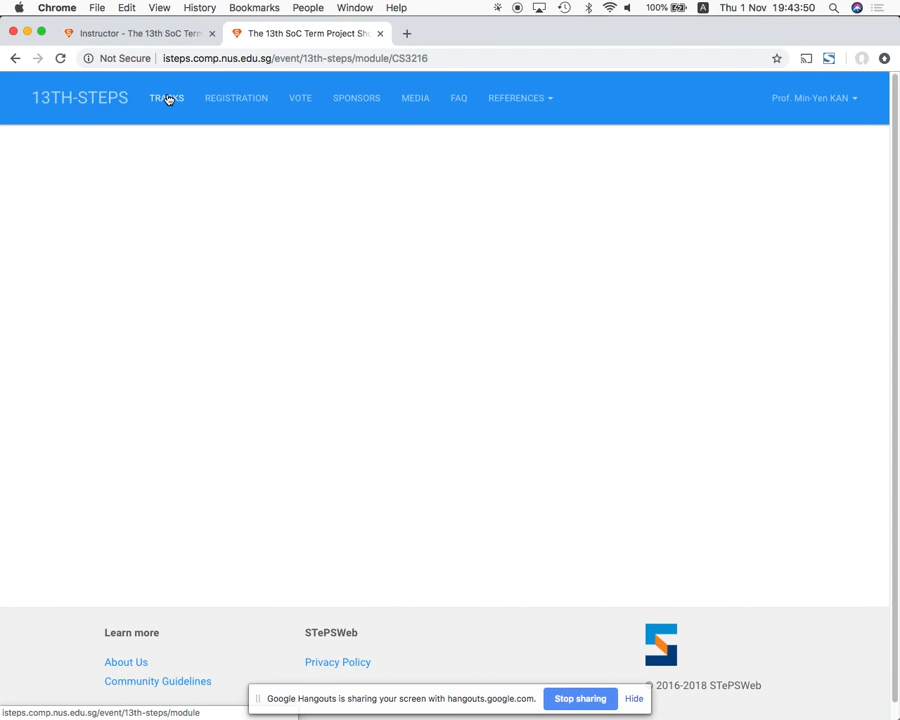 Chrome File Edit View History Bookmarks People Window Help 100% A Thu 1 Nov 19:43:50
Instructor - The 13th SoC Term
The 13th SoC Term Project Sh
Not Secure isteps.comp.nus.edu.sg/event/13th-steps/module/CS3216
13TH-STEPS TRACKS REGISTRATION VOTE SPONSORS MEDIA FAQ REFERENCES Prof. Min-Yen KAN
Learn more
About Us
Community Guidelines
STePSWeb
Privacy Policy
© 2016-2018 STePSWeb
Google Hangouts is sharing your screen with hangouts.google.com. Stop sharing Hide
isteps.comp.nus.edu.sg/event/13th-steps/module